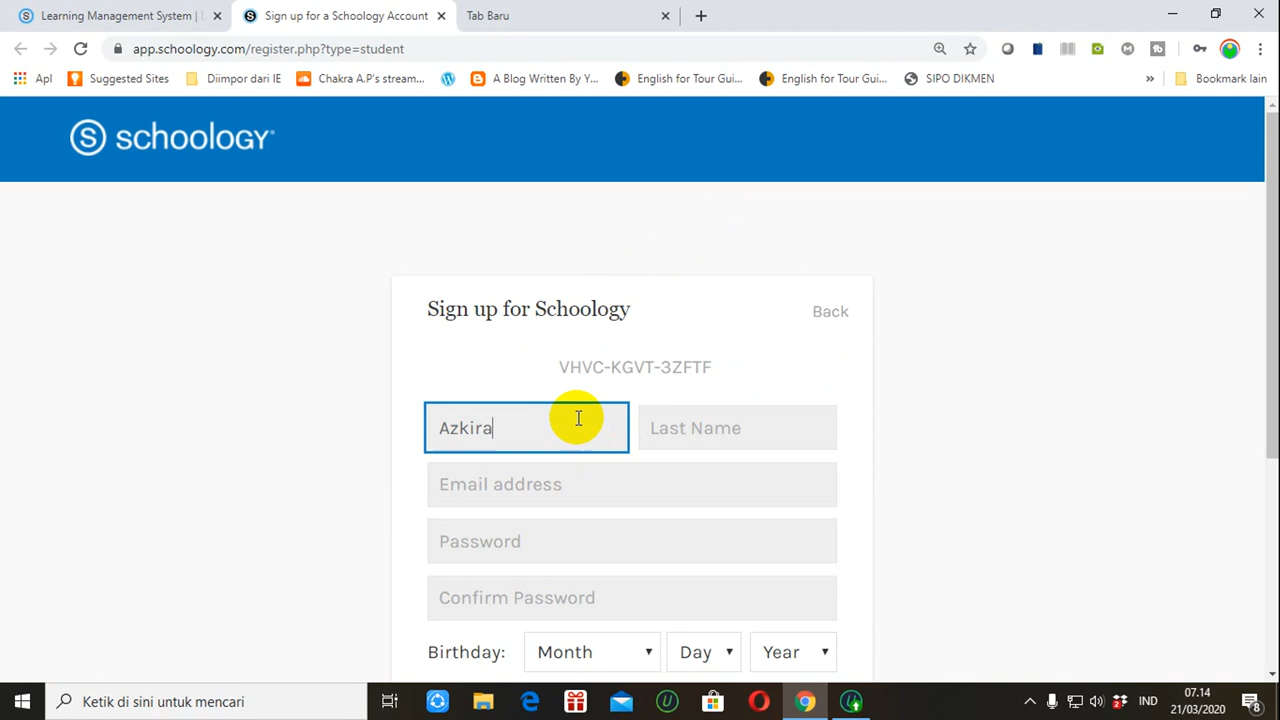 Learning Management System | L
Sign up for a Schoology Account
Tab Baru
app.schoology.com/register.php?type=student
Apl
Suggested Sites
Diimpor dari IE
Chakra A.P's stream...
A Blog Written By Y...
English for Tour Gui...
English for Tour Gui...
SIPO DIKMEN
»
Bookmark lain
S schoology®
Sign up for Schoology
Back
VHVC-KGVT-3ZFTF
Azkira
Last Name
Email address
Password
Confirm Password
Birthday: Month Day Year
Ketik di sini untuk mencari
2
IND
07.14
21/03/2020
8